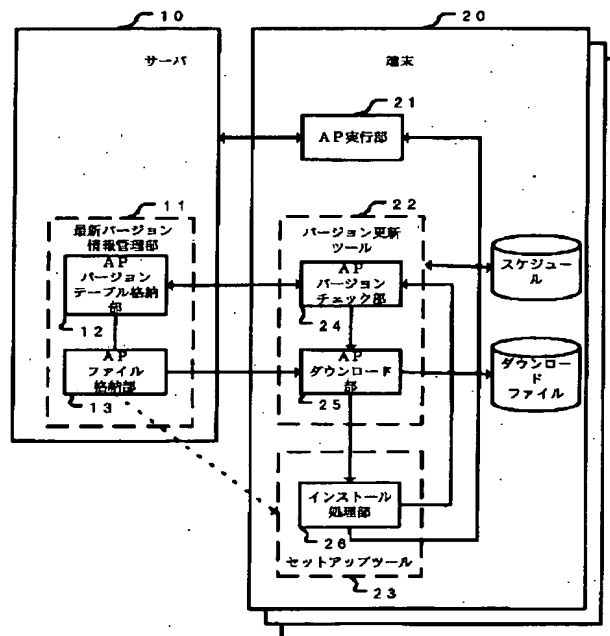 10
サーバ
20
端末
21
AP実行部
11
最新バージョン
情報管理部
AP
バージョン
テーブル格納
部
12
AP
ファイル
格納部
13
22
バージョン更新
ツール
AP
バージョン
チェック部
24
AP
ダウンロード
部
25
スケジュー
ル
ダウンロー
ド
ファイル
インストール
処理部
26
セットアップツール
23